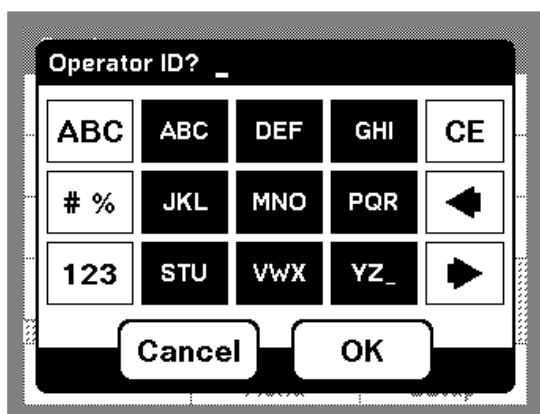 Operator ID? _
ABC ABC DEF GHI CE
# % JKL MNO PQR
123 STU VWX YZ_
Cancel OK